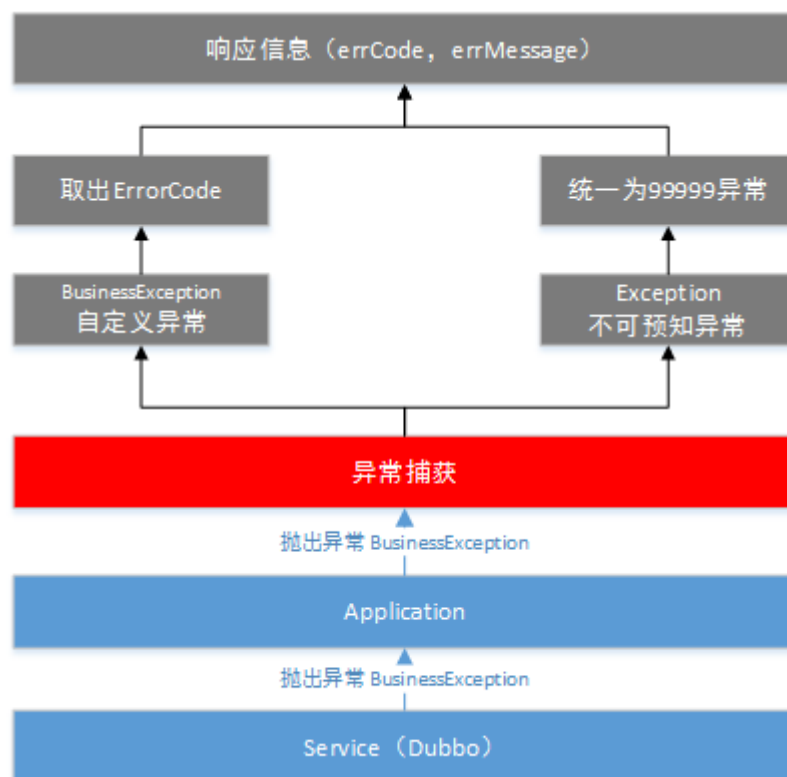 响应信息（errCode，errMessage）
取出ErrorCode
统一为99999异常
BusinessException
自定义异常
Exception
不可预知异常
异常捕获
抛出异常 BusinessException
Application
抛出异常 BusinessException
Service（Dubbo）